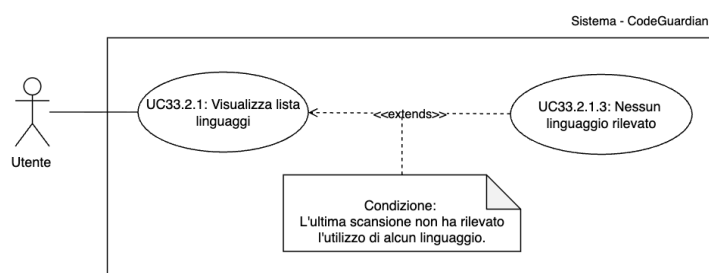 Sistema - CodeGuardian
UC33.2.1: Visualizza lista
linguaggi
<<extends>>
UC33.2.1.3: Nessun
linguaggio rilevato
Utente
Condizione:
L'ultima scansione non ha rilevato
l'utilizzo di alcun linguaggio.